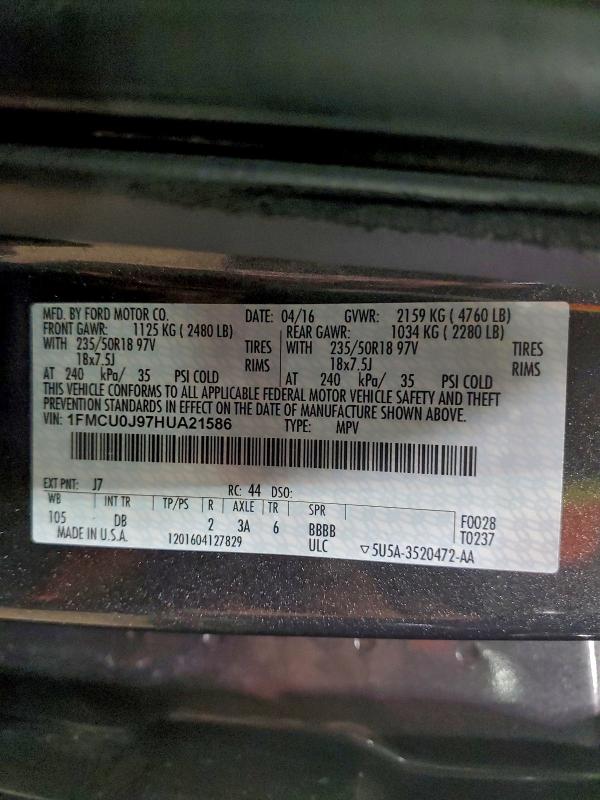 MFD. BY FORD MOTOR CO. DATE: 04/16 GVWR: 2159 KG ( 4760 LB)
FRONT GAWR: 1125 KG ( 2480 LB) REAR GAWR: 1034 KG ( 2280 LB)
WITH 235/50R18 97V TIRES WITH 235/50R18 97V TIRES
18x7.5J RIMS 18x7.5J RIMS
AT 240 kPa/ 35 PSI COLD AT 240 kPa/ 35 PSI COLD
THIS VEHICLE CONFORMS TO ALL APPLICABLE FEDERAL MOTOR VEHICLE SAFETY AND THEFT
PREVENTION STANDARDS IN EFFECT ON THE DATE OF MANUFACTURE SHOWN ABOVE.
VIN: 1FMCU0J97HUA21586 TYPE: MPV
EXT PNT: J7 RC: 44 DSO:
WB INT TR TP/PS R AXLE TR SPR
105 DB 2 3A 6 BBBB F0028
MADE IN U.S.A. 1201604127829 ULC ▽5U5A-3520472-AA T0237